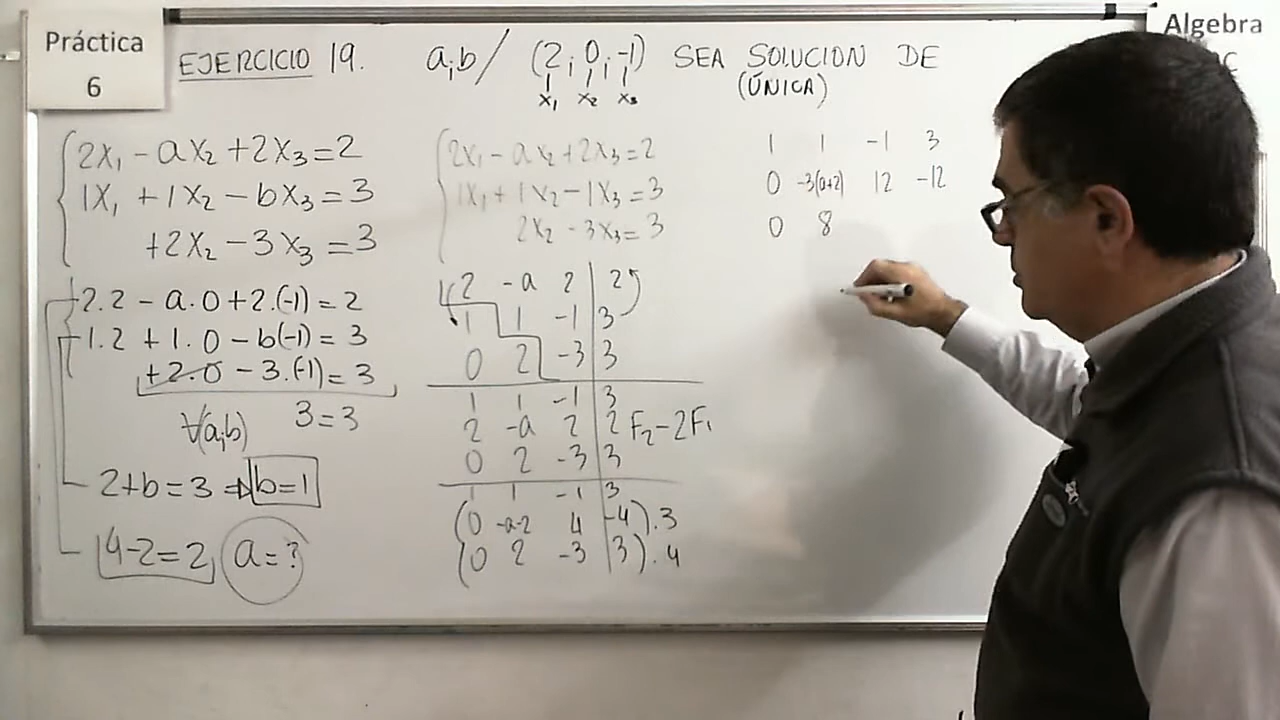 Práctica
6
Algebra
C
EJERCICIO 19. a,b/ (2;0;-1) SEA SOLUCION DE
x₁ x₂ x₃ (ÚNICA)
2x₁ - ax₂ + 2x₃ = 2
1x₁ + 1x₂ - bx₃ = 3
+2x₂ - 3x₃ = 3
2.2 - a.0 + 2.(-1) = 2
1.2 + 1.0 - b(-1) = 3
+2.0 - 3.(-1) = 3
∀(a,b) 3=3
2+b=3 ⇒ b=1
4-2=2 a=?
2x₁ - ax₂ + 2x₃ = 2
1x₁ + 1x₂ - 1x₃ = 3
2x₂ - 3x₃ = 3
2 -a 2 | 2
1 1 -1 | 3
0 2 -3 | 3
1 1 -1 | 3
2 -a 2 | 2 F₂-2F₁
0 2 -3 | 3
1 1 -1 | 3
(0 -a-2 4 | -4).3
(0 2 -3 | 3).4
1 1 -1 3
0 -3(a+2) 12 -12
0 8